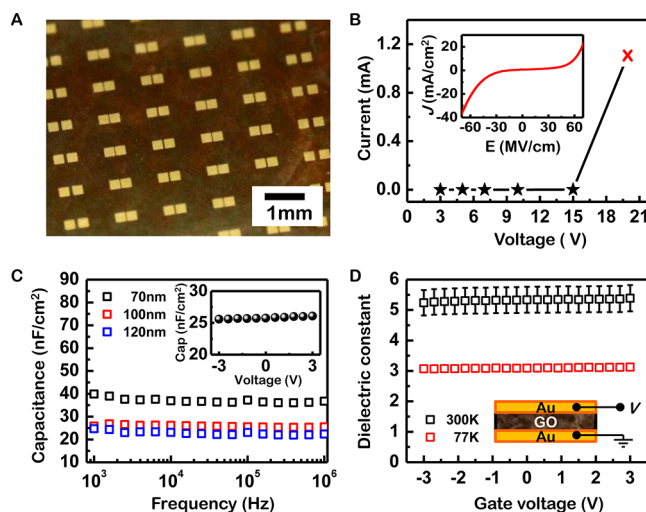 A
1mm
B
Current (mA)
1.2
0.8
0.4
0.0
0 3 6 9 12 15 18 21
Voltage ( V)
J (mA/cm²)
20
0
-20
-40
-60 -30 0 30 60
E (MV/cm)
C
Capacitance (nF/cm²)
90
80
70
60
50
40
30
20
10
70nm
100nm
120nm
10³ 10⁴ 10⁵ 10⁶
Frequency (Hz)
Cap (nF/cm²)
30
25
20
-3 0 3
Voltage (V)
D
Dielectric constant
6
5
4
3
2
1
0
300K
77K
Au
GO
Au
V
-3 -2 -1 0 1 2 3
Gate voltage (V)